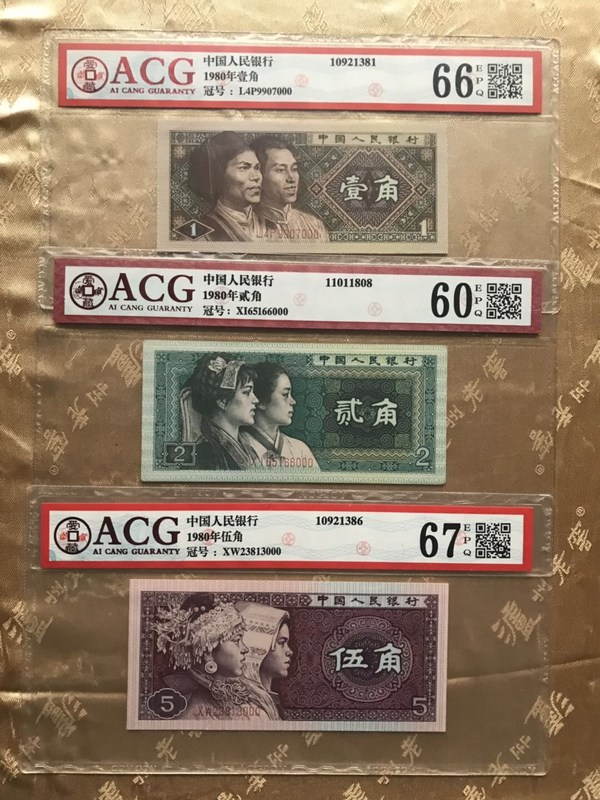 ACG
AI CANG GUARANTY
中国人民银行
1980年壹角
冠号：L4P9907000
10921381
66
EPQ
中国人民银行
壹角
1
L4P9907000
1
ACG
AI CANG GUARANTY
中国人民银行
1980年贰角
冠号：XI65166000
11011808
60
EPQ
中国人民银行
贰角
2
XI65166000
2
ACG
AI CANG GUARANTY
中国人民银行
1980年伍角
冠号：XW23813000
10921386
67
EPQ
中国人民银行
伍角
5
XW23813000
5